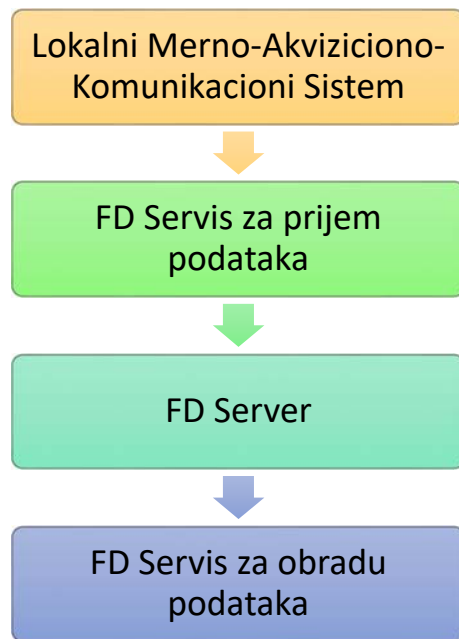 Lokalni Merno-Akviziciono-
Komunikacioni Sistem
FD Servis za prijem
podataka
FD Server
FD Servis za obradu
podataka